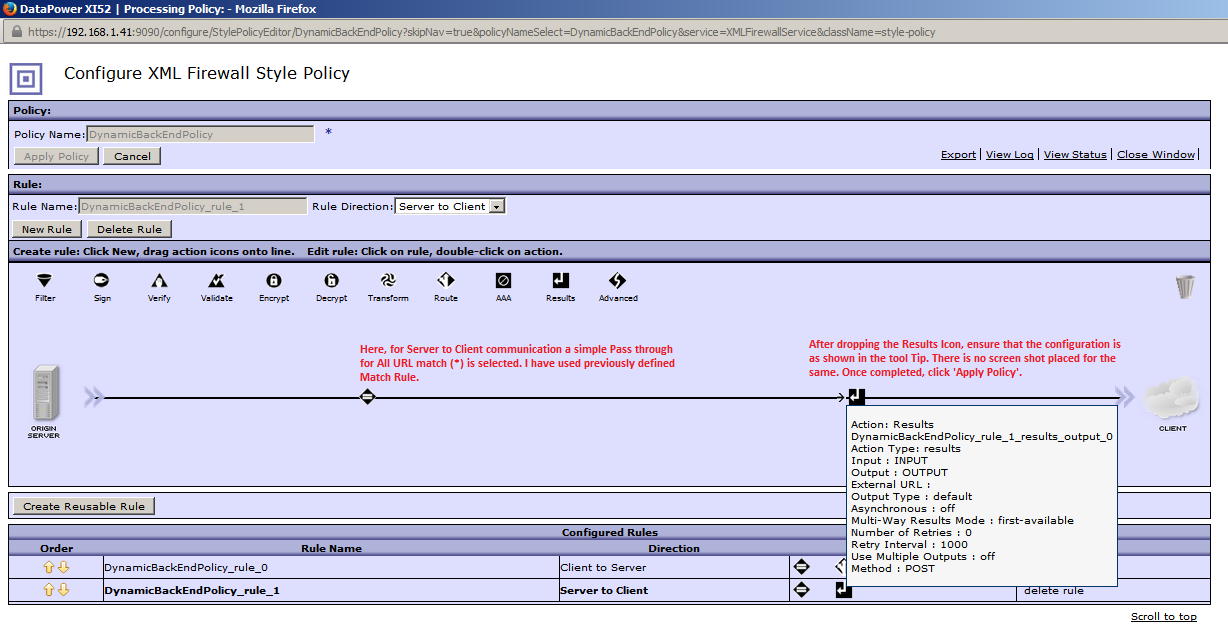 DataPower XI52 | Processing Policy: - Mozilla Firefox
https://192.168.1.41:9090/configure/StylePolicyEditor/DynamicBackEndPolicy?skipNav=true&policyNameSelect=DynamicBackEndPolicy&service=XMLFirewallService&className=style-policy
Configure XML Firewall Style Policy
Policy:
Policy Name: DynamicBackEndPolicy *
Apply Policy Cancel Export | View Log | View Status | Close Window |
Rule:
Rule Name: DynamicBackEndPolicy_rule_1 Rule Direction: Server to Client
New Rule Delete Rule
Create rule: Click New, drag action icons onto line. Edit rule: Click on rule, double-click on action.
Filter Sign Verify Validate Encrypt Decrypt Transform Route AAA Results Advanced
Here, for Server to Client communication a simple Pass through
for All URL match (*) is selected. I have used previously defined
Match Rule.
After dropping the Results Icon, ensure that the configuration is
as shown in the tool Tip. There is no screen shot placed for the
same. Once completed, click 'Apply Policy'.
ORIGIN
SERVER
CLIENT
Action: Results
DynamicBackEndPolicy_rule_1_results_output_0
Action Type: results
Input : INPUT
Output : OUTPUT
External URL :
Output Type : default
Asynchronous : off
Multi-Way Results Mode : first-available
Number of Retries : 0
Retry Interval : 1000
Use Multiple Outputs : off
Method : POST
Create Reusable Rule
Configured Rules
Order Rule Name Direction
DynamicBackEndPolicy_rule_0 Client to Server
DynamicBackEndPolicy_rule_1 Server to Client delete rule
Scroll to top